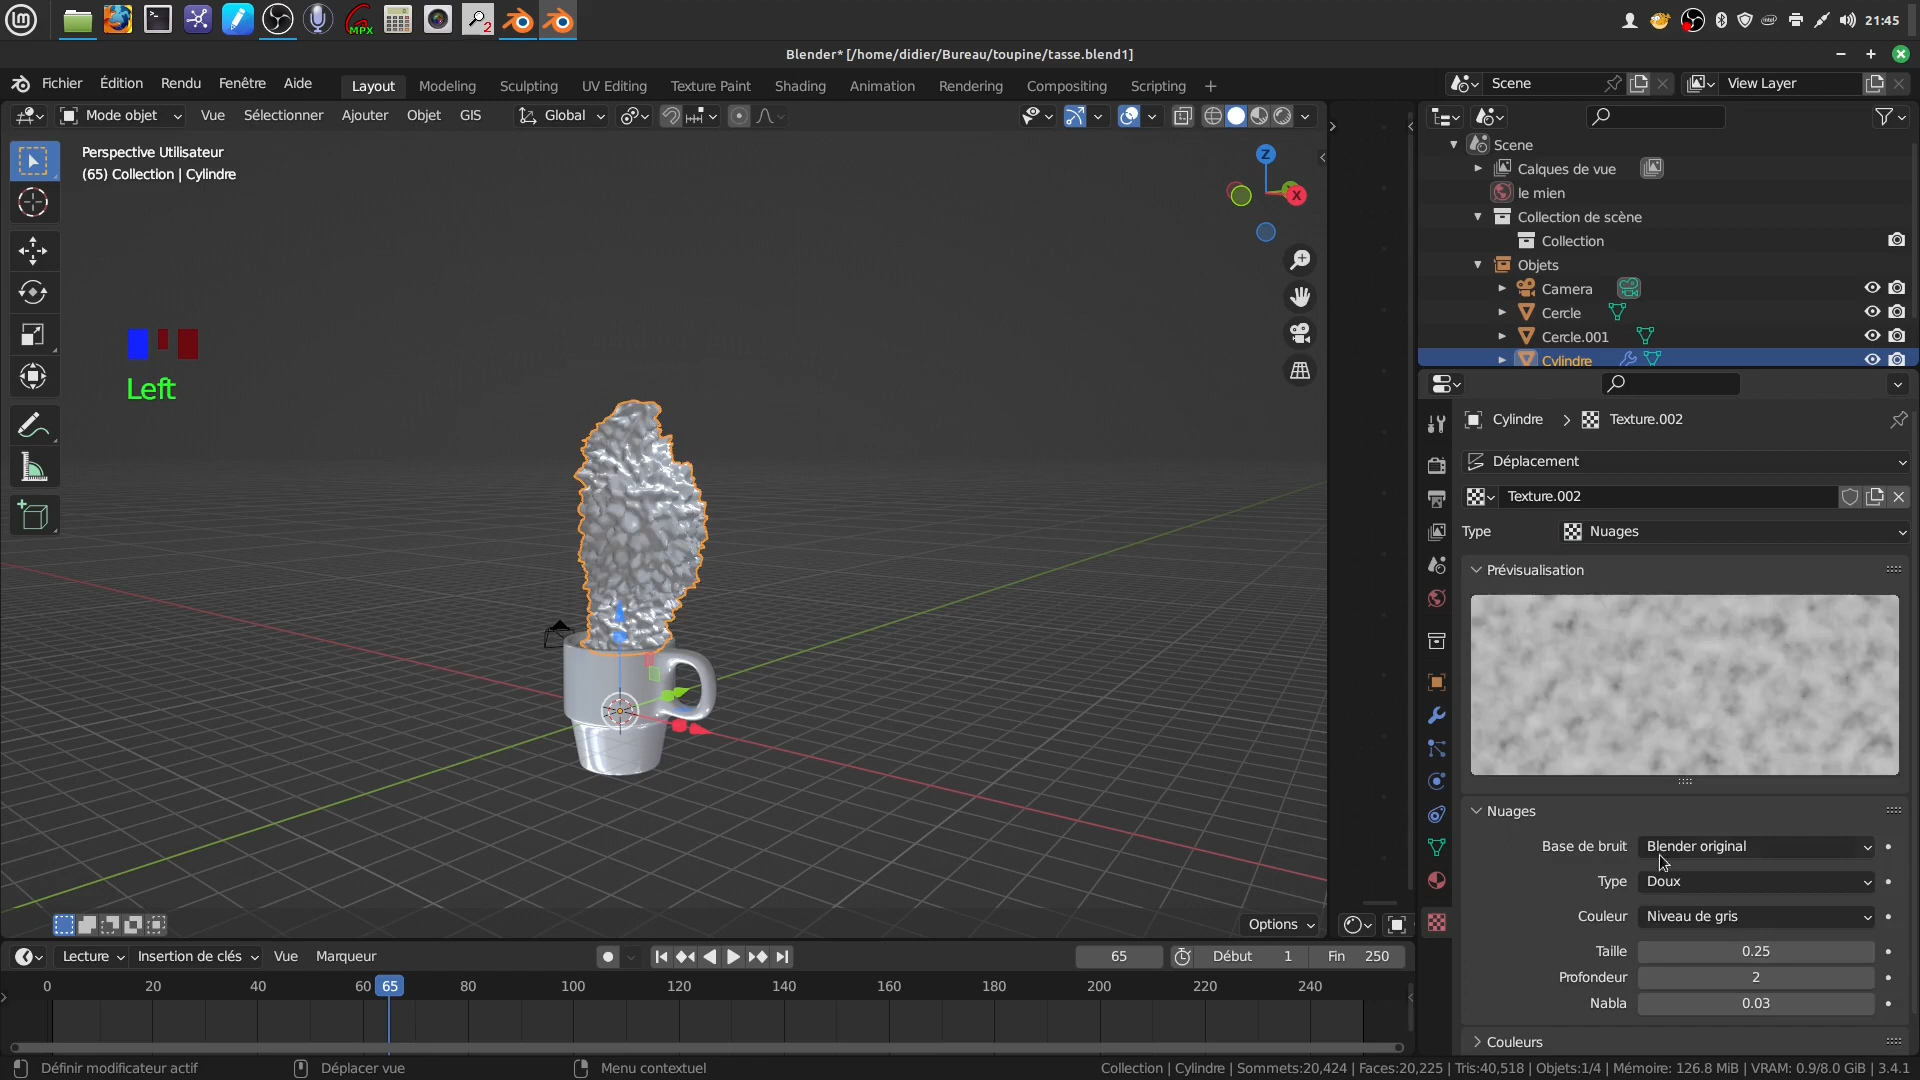 MPX
2
21:45
Blender* [/home/didier/Bureau/toupine/tasse.blend1]
Fichier Édition Rendu Fenêtre Aide Layout Modeling Sculpting UV Editing Texture Paint Shading Animation Rendering Compositing Scripting + Scene View Layer
Mode objet Vue Sélectionner Ajouter Objet GIS Global
Perspective Utilisateur
(65) Collection | Cylindre
Z
X
Left
Options
Scene
Calques de vue
le mien
Collection de scène
Collection
Objets
Camera
Cercle
Cercle.001
Cylindre
Cylindre > Texture.002
Déplacement
Texture.002
Type Nuages
Prévisualisation
Nuages
Base de bruit Blender original
Type Doux
Couleur Niveau de gris
Taille 0.25
Profondeur 2
Nabla 0.03
Couleurs
Lecture Insertion de clés Vue Marqueur 65 Début 1 Fin 250
0 20 40 60 65 80 100 120 140 160 180 200 220 240
Définir modificateur actif Déplacer vue Menu contextuel Collection | Cylindre | Sommets:20,424 | Faces:20,225 | Tris:40,518 | Objets:1/4 | Mémoire: 126.8 MiB | VRAM: 0.9/8.0 GiB | 3.4.1